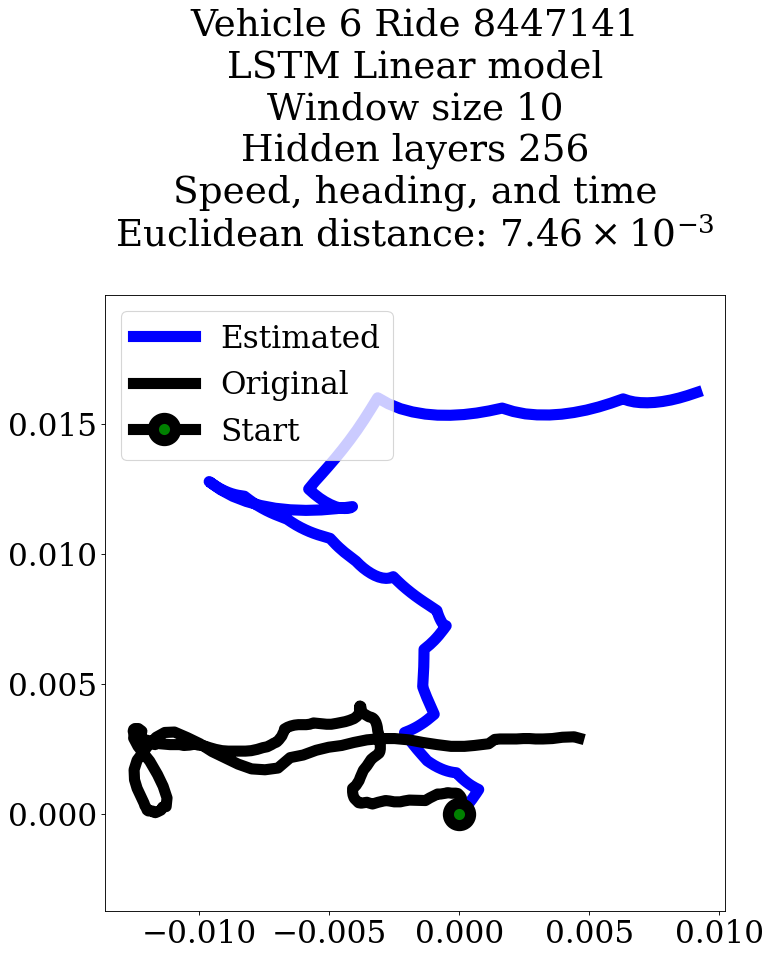 Vehicle 6 Ride 8447141
LSTM Linear model
Window size 10
Hidden layers 256
Speed, heading, and time
Euclidean distance: 7.46 × 10⁻³
Estimated
Original
Start
0.015
0.010
0.005
0.000
−0.010 −0.005 0.000 0.005 0.010